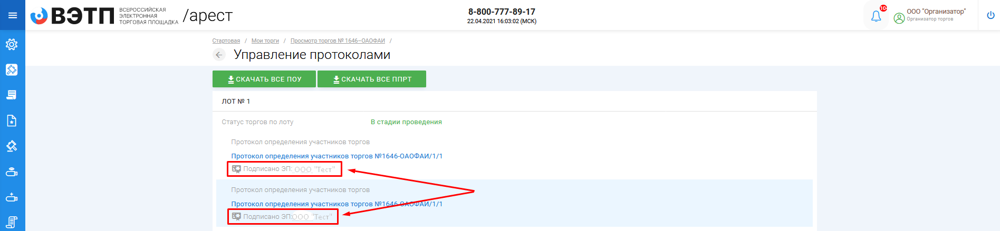 ВЭТП
ВСЕРОССИЙСКАЯ
ЭЛЕКТРОННАЯ
ТОРГОВАЯ ПЛОЩАДКА
/арест
8-800-777-89-17
22.04.2021 16:03:02 (МСК)
10
ООО "Организатор"
Организатор торгов
Стартовая / Мои торги / Просмотр торгов № 1646–ОАОФАИ /
Управление протоколами
СКАЧАТЬ ВСЕ ПОУ
СКАЧАТЬ ВСЕ ППРТ
ЛОТ № 1
Статус торгов по лоту
В стадии проведения
Протокол определения участников торгов
Протокол определения участников торгов №1646-ОАОФАИ/1/1
Подписано ЭП: ООО "Тест"
Протокол определения участников торгов
Протокол определения участников торгов №1646-ОАОФАИ/1/1
Подписано ЭП:ООО "Тест"